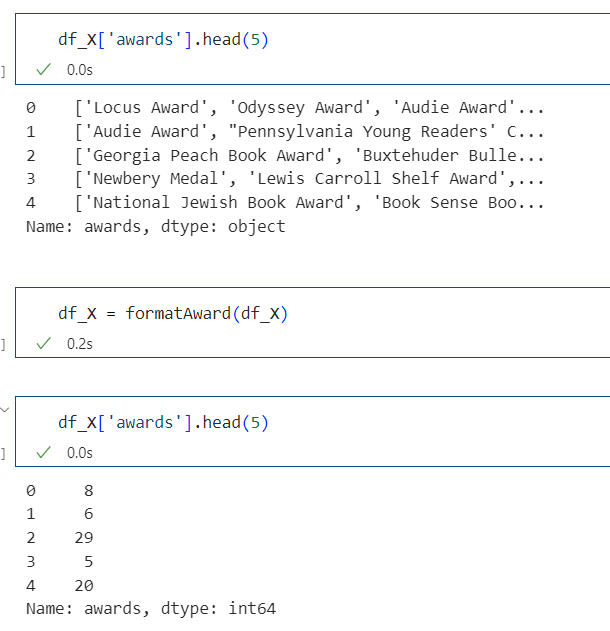 df_X['awards'].head(5)
] 0.0s
0 ['Locus Award', 'Odyssey Award', 'Audie Award'...
1 ['Audie Award', "Pennsylvania Young Readers' C...
2 ['Georgia Peach Book Award', 'Buxtehuder Bulle...
3 ['Newbery Medal', 'Lewis Carroll Shelf Award',...
4 ['National Jewish Book Award', 'Book Sense Boo...
Name: awards, dtype: object
df_X = formatAward(df_X)
] 0.2s
df_X['awards'].head(5)
] 0.0s
0 8
1 6
2 29
3 5
4 20
Name: awards, dtype: int64